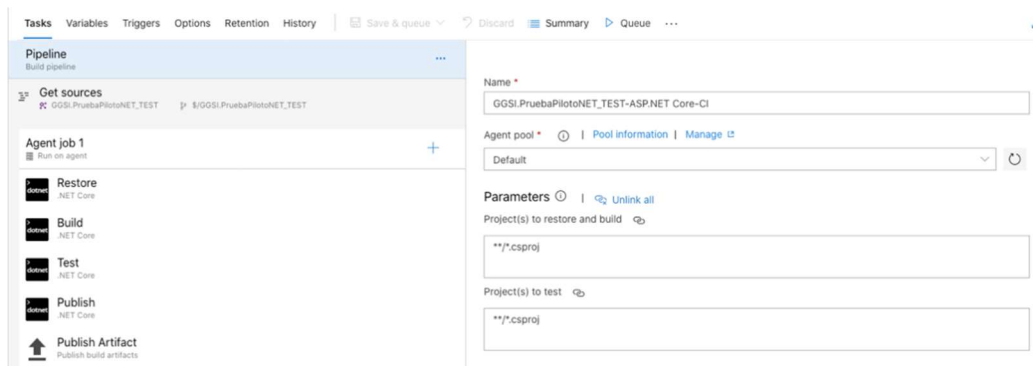 Tasks Variables Triggers Options Retention History Save & queue Discard Summary Queue ...
Pipeline
Build pipeline
...
Get sources
GGSI.PruebaPilotoNET_TEST $/GGSI.PruebaPilotoNET_TEST
Agent job 1
Run on agent
+
dotnet
Restore
.NET Core
dotnet
Build
.NET Core
dotnet
Test
.NET Core
dotnet
Publish
.NET Core
Publish Artifact
Publish build artifacts
Name *
GGSI.PruebaPilotoNET_TEST-ASP.NET Core-CI
Agent pool * | Pool information | Manage
Default
Parameters | Unlink all
Project(s) to restore and build
**/*.csproj
Project(s) to test
**/*.csproj